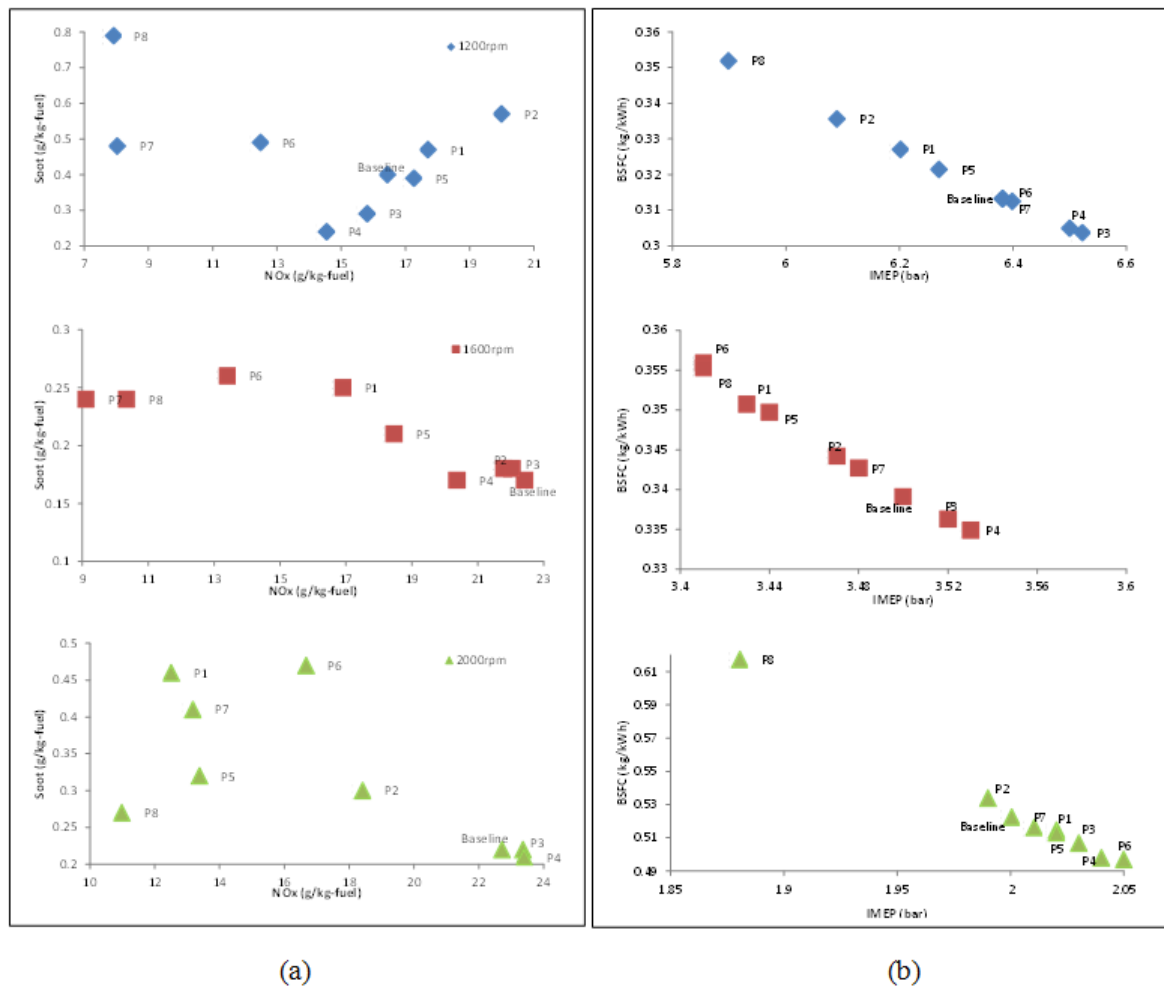 0.8
0.7
0.6
0.5
0.4
0.3
0.2
Soot (g/kg-fuel)
P8
1200rpm
P2
P7
P6
P1
Baseline
P5
P3
P4
7 9 11 13 15 17 19 21
NOx (g/kg-fuel)
0.3
0.25
0.2
0.15
0.1
Soot (g/kg-fuel)
1600rpm
P6
P1
P7
P8
P5
P2
P3
P4
Baseline
9 11 13 15 17 19 21 23
NOx (g/kg-fuel)
0.5
0.45
0.4
0.35
0.3
0.25
0.2
Soot (g/kg-fuel)
2000rpm
P1
P6
P7
P5
P2
P8
Baseline
P3
P4
10 12 14 16 18 20 22 24
NOx (g/kg-fuel)
(a)
0.36
0.35
0.34
0.33
0.32
0.31
0.3
BSFC (kg/kWh)
P8
P2
P1
P5
Baseline
P6
P7
P4
P3
5.8 6 6.2 6.4 6.6
IMEP (bar)
0.36
0.355
0.35
0.345
0.34
0.335
0.33
BSFC (kg/kWh)
P6
P8
P1
P5
P2
P7
Baseline
P3
P4
3.4 3.44 3.48 3.52 3.56 3.6
IMEP (bar)
0.61
0.59
0.57
0.55
0.53
0.51
0.49
BSFC (kg/kWh)
P8
P2
Baseline
P7
P1
P5
P3
P4
P6
1.85 1.9 1.95 2 2.05
IMEP (bar)
(b)